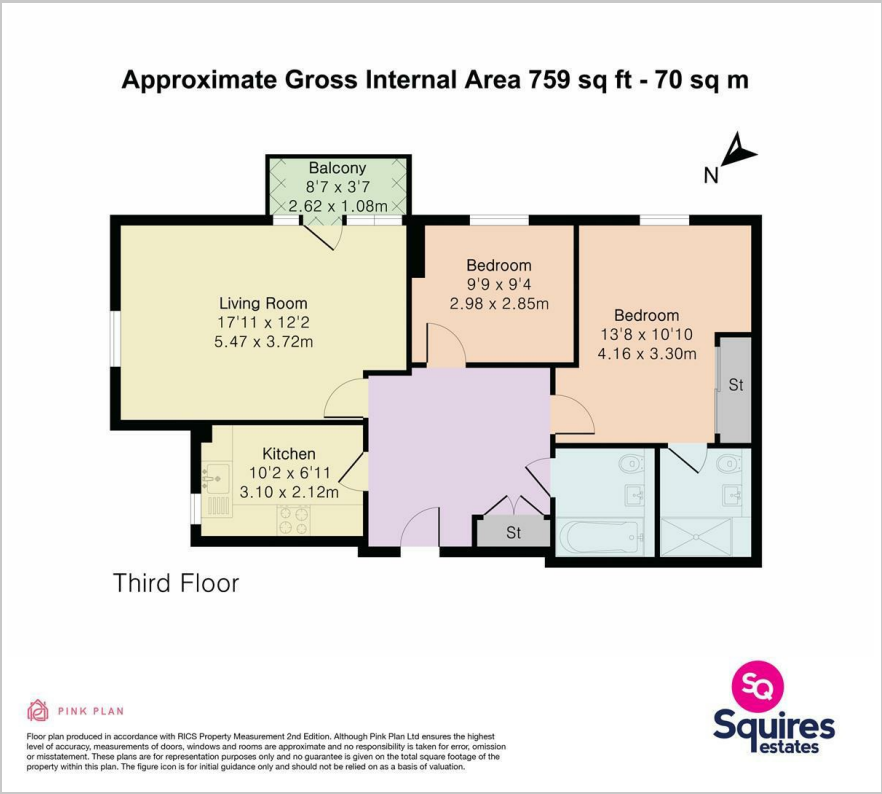 Approximate Gross Internal Area 759 sq ft - 70 sq m
N
Balcony
8'7 x 3'7
2.62 x 1.08m
Living Room
17'11 x 12'2
5.47 x 3.72m
Bedroom
9'9 x 9'4
2.98 x 2.85m
Bedroom
13'8 x 10'10
4.16 x 3.30m
St
Kitchen
10'2 x 6'11
3.10 x 2.12m
St
Third Floor
PINK PLAN
Floor plan produced in accordance with RICS Property Measurement 2nd Edition. Although Pink Plan Ltd ensures the highest
level of accuracy, measurements of doors, windows and rooms are approximate and no responsibility is taken for error, omission
or misstatement. These plans are for representation purposes only and no guarantee is given on the total square footage of the
property within this plan. The figure icon is for initial guidance only and should not be relied on as a basis of valuation.
SQ
Squires
estates